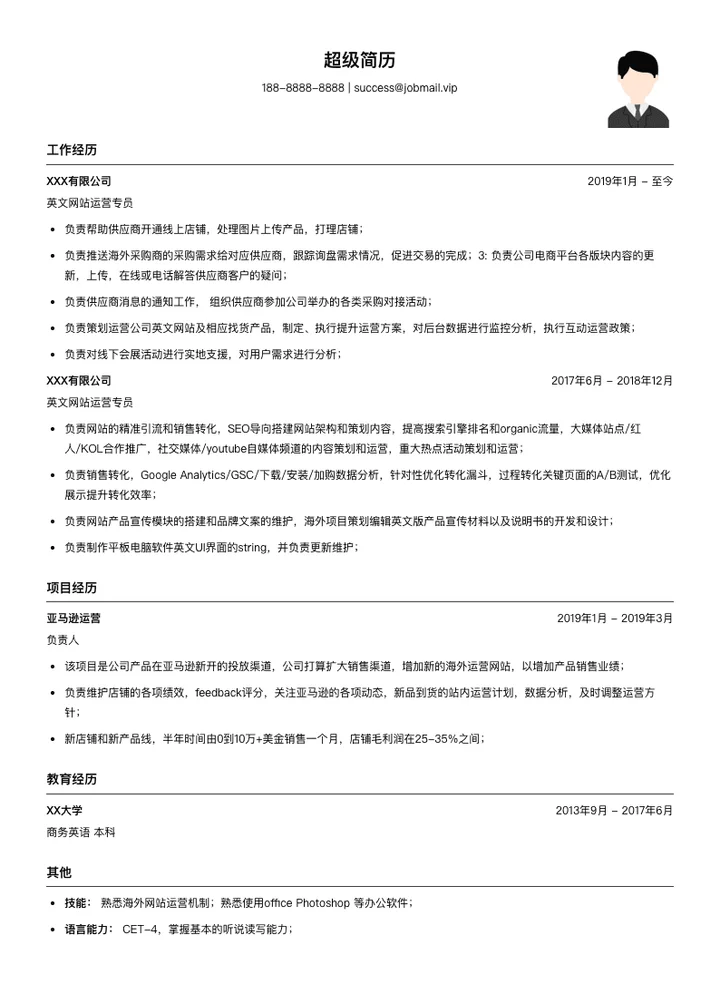 超级简历
188-8888-8888 | success@jobmail.vip
工作经历
XXX有限公司 2019年1月 - 至今
英文网站运营专员
• 负责帮助供应商开通线上店铺，处理图片上传产品，打理店铺；
• 负责推送海外采购商的采购需求给对应供应商，跟踪询盘需求情况，促进交易的完成；3: 负责公司电商平台各版块内容的更
新，上传，在线或电话解答供应商客户的疑问；
• 负责供应商消息的通知工作， 组织供应商参加公司举办的各类采购对接活动；
• 负责策划运营公司英文网站及相应找货产品，制定、执行提升运营方案，对后台数据进行监控分析，执行互动运营政策；
• 负责对线下会展活动进行实地支援，对用户需求进行分析；
XXX有限公司 2017年6月 - 2018年12月
英文网站运营专员
• 负责网站的精准引流和销售转化，SEO导向搭建网站架构和策划内容，提高搜索引擎排名和organic流量，大媒体站点/红
人/KOL合作推广，社交媒体/youtube自媒体频道的内容策划和运营，重大热点活动策划和运营；
• 负责销售转化，Google Analytics/GSC/下载/安装/加购数据分析，针对性优化转化漏斗，过程转化关键页面的A/B测试，优化
展示提升转化效率；
• 负责网站产品宣传模块的搭建和品牌文案的维护，海外项目策划编辑英文版产品宣传材料以及说明书的开发和设计；
• 负责制作平板电脑软件英文UI界面的string，并负责更新维护；
项目经历
亚马逊运营 2019年1月 - 2019年3月
负责人
• 该项目是公司产品在亚马逊新开的投放渠道，公司打算扩大销售渠道，增加新的海外运营网站，以增加产品销售业绩；
• 负责维护店铺的各项绩效，feedback评分，关注亚马逊的各项动态，新品到货的站内运营计划，数据分析，及时调整运营方
针；
• 新店铺和新产品线，半年时间由0到10万+美金销售一个月，店铺毛利润在25-35%之间；
教育经历
XX大学 2013年9月 - 2017年6月
商务英语 本科
其他
• 技能： 熟悉海外网站运营机制；熟悉使用office Photoshop 等办公软件；
• 语言能力： CET-4，掌握基本的听说读写能力；